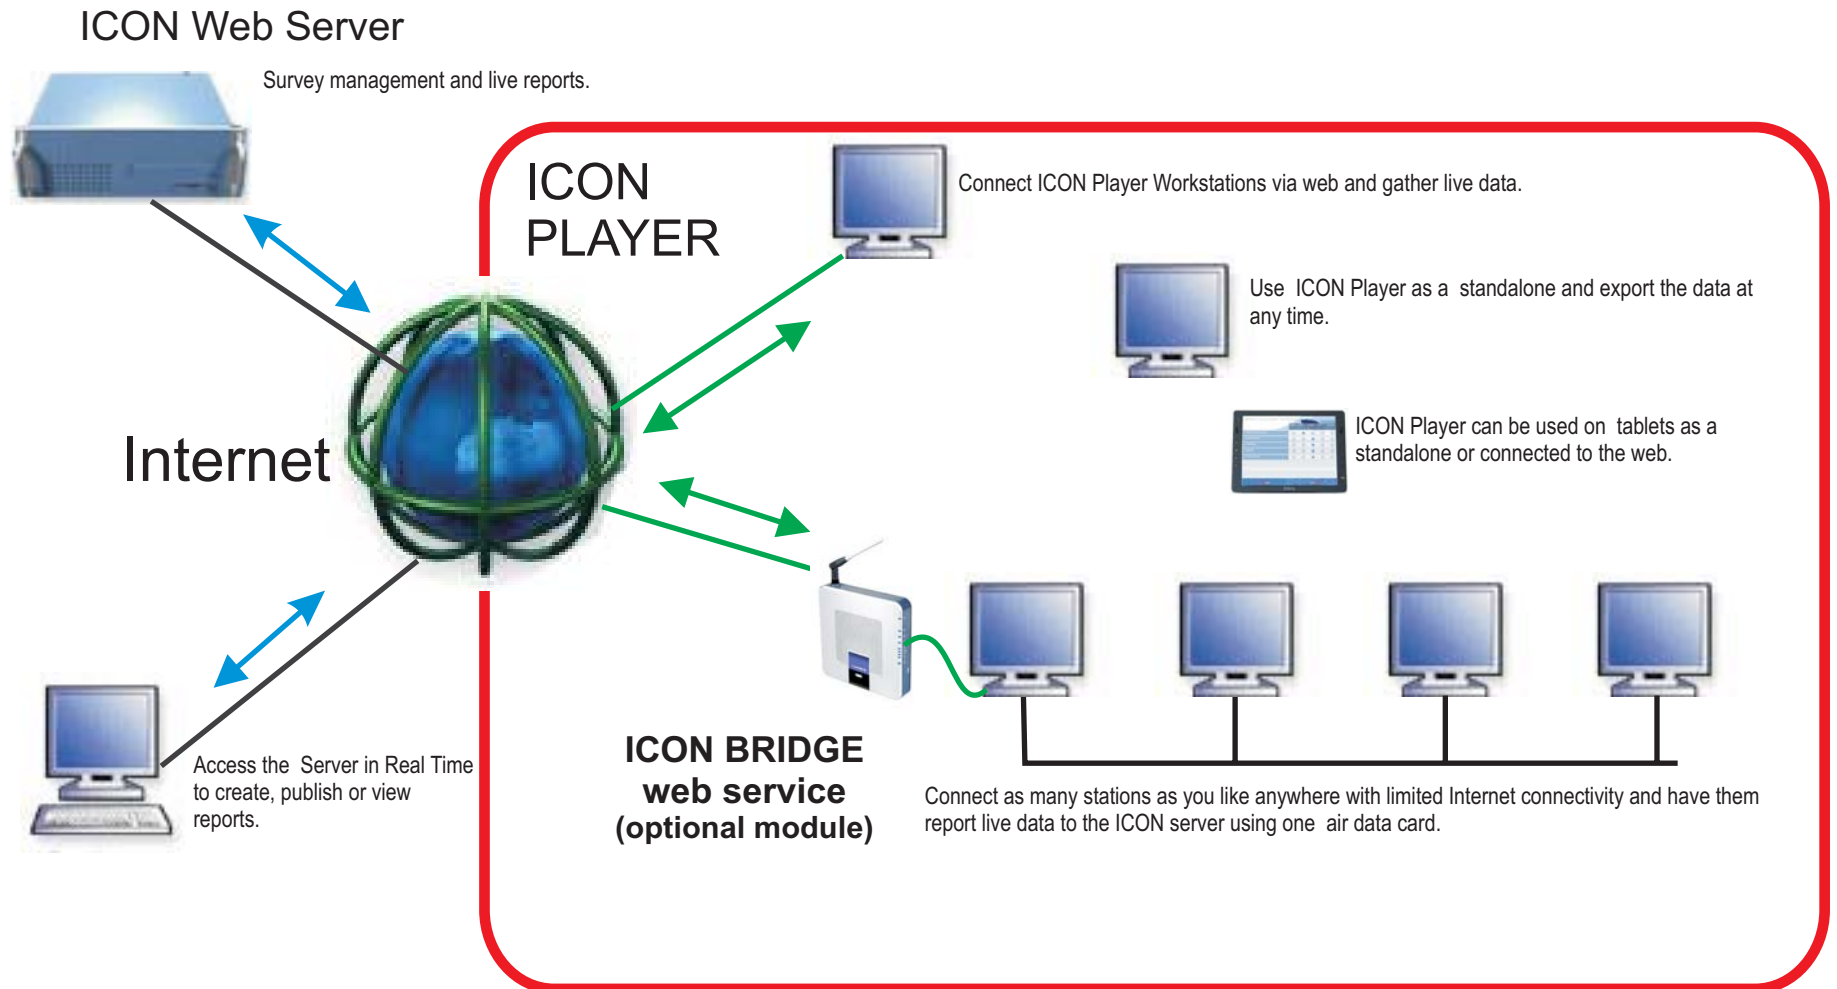 ICON Web Server
Survey management and live reports.
ICON
PLAYER
Connect ICON Player Workstations via web and gather live data.
Use ICON Player as a standalone and export the data at
any time.
ICON Player can be used on tablets as a
standalone or connected to the web.
Internet
Access the Server in Real Time
to create, publish or view
reports.
ICON BRIDGE
web service
(optional module)
Connect as many stations as you like anywhere with limited Internet connectivity and have them
report live data to the ICON server using one air data card.